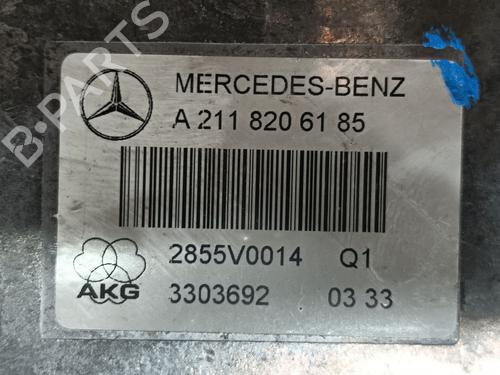 MERCEDES-BENZ
A 211 820 61 85
2855V0014 Q1
AKG 3303692 03 33
B-PARTS